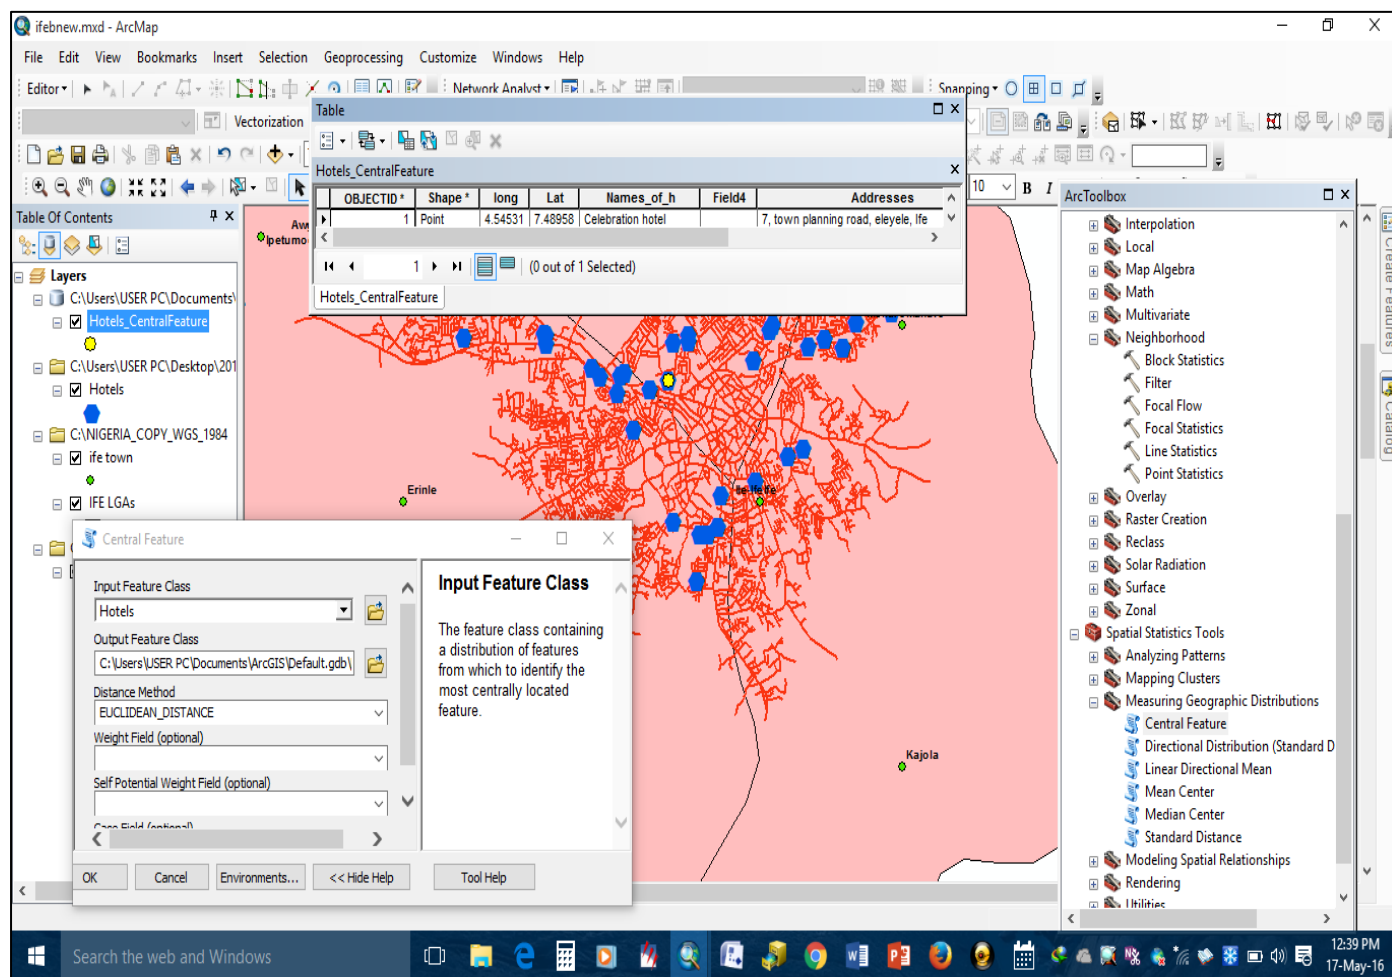 ifebnew.mxd - ArcMap
File Edit View Bookmarks Insert Selection Geoprocessing Customize Windows Help
Editor Network Analyst Snapping
Vectorization
Table
Hotels_CentralFeature
OBJECTID * Shape * long Lat Names_of_h Field4 Addresses
1 Point 4.54531 7.48958 Celebration hotel 7, town planning road, eleyele, Ife
1 (0 out of 1 Selected)
Hotels_CentralFeature
10 B I
Table Of Contents
Layers
C:\Users\USER PC\Documents\
Hotels_CentralFeature
C:\Users\USER PC\Desktop\201
Hotels
C:\NIGERIA_COPY_WGS_1984
ife town
IFE LGAs
Ipetumo
Erinle
Kajola
Central Feature
Input Feature Class
Hotels
Output Feature Class
C:\Users\USER PC\Documents\ArcGIS\Default.gdb\
Distance Method
EUCLIDEAN_DISTANCE
Weight Field (optional)
Self Potential Weight Field (optional)
Case Field (optional)
OK Cancel Environments... << Hide Help Tool Help
Input Feature Class
The feature class containing
a distribution of features
from which to identify the
most centrally located
feature.
ArcToolbox
Interpolation
Local
Map Algebra
Math
Multivariate
Neighborhood
Block Statistics
Filter
Focal Flow
Focal Statistics
Line Statistics
Point Statistics
Overlay
Raster Creation
Reclass
Solar Radiation
Surface
Zonal
Spatial Statistics Tools
Analyzing Patterns
Mapping Clusters
Measuring Geographic Distributions
Central Feature
Directional Distribution (Standard D
Linear Directional Mean
Mean Center
Median Center
Standard Distance
Modeling Spatial Relationships
Rendering
Utilities
Create Features
Catalog
Search the web and Windows
12:39 PM
17-May-16